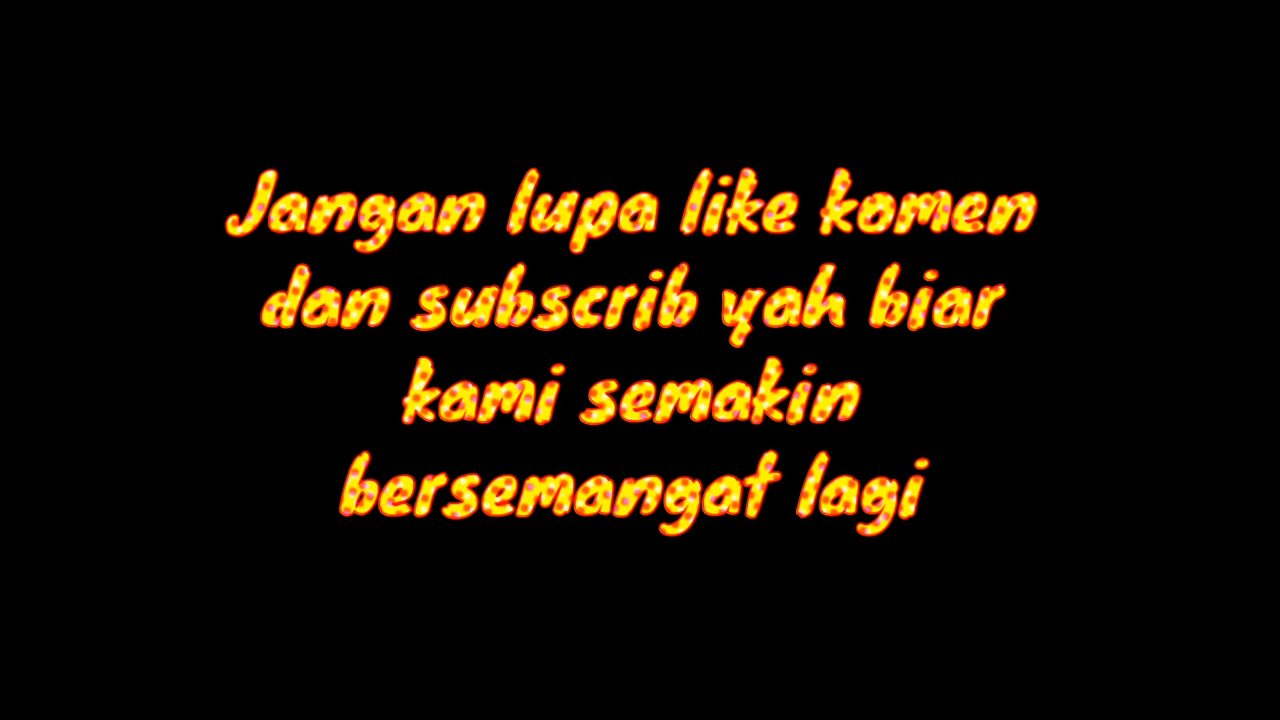 Jangan lupa like komen
dan subscrib yah biar
kami semakin
bersemangat lagi